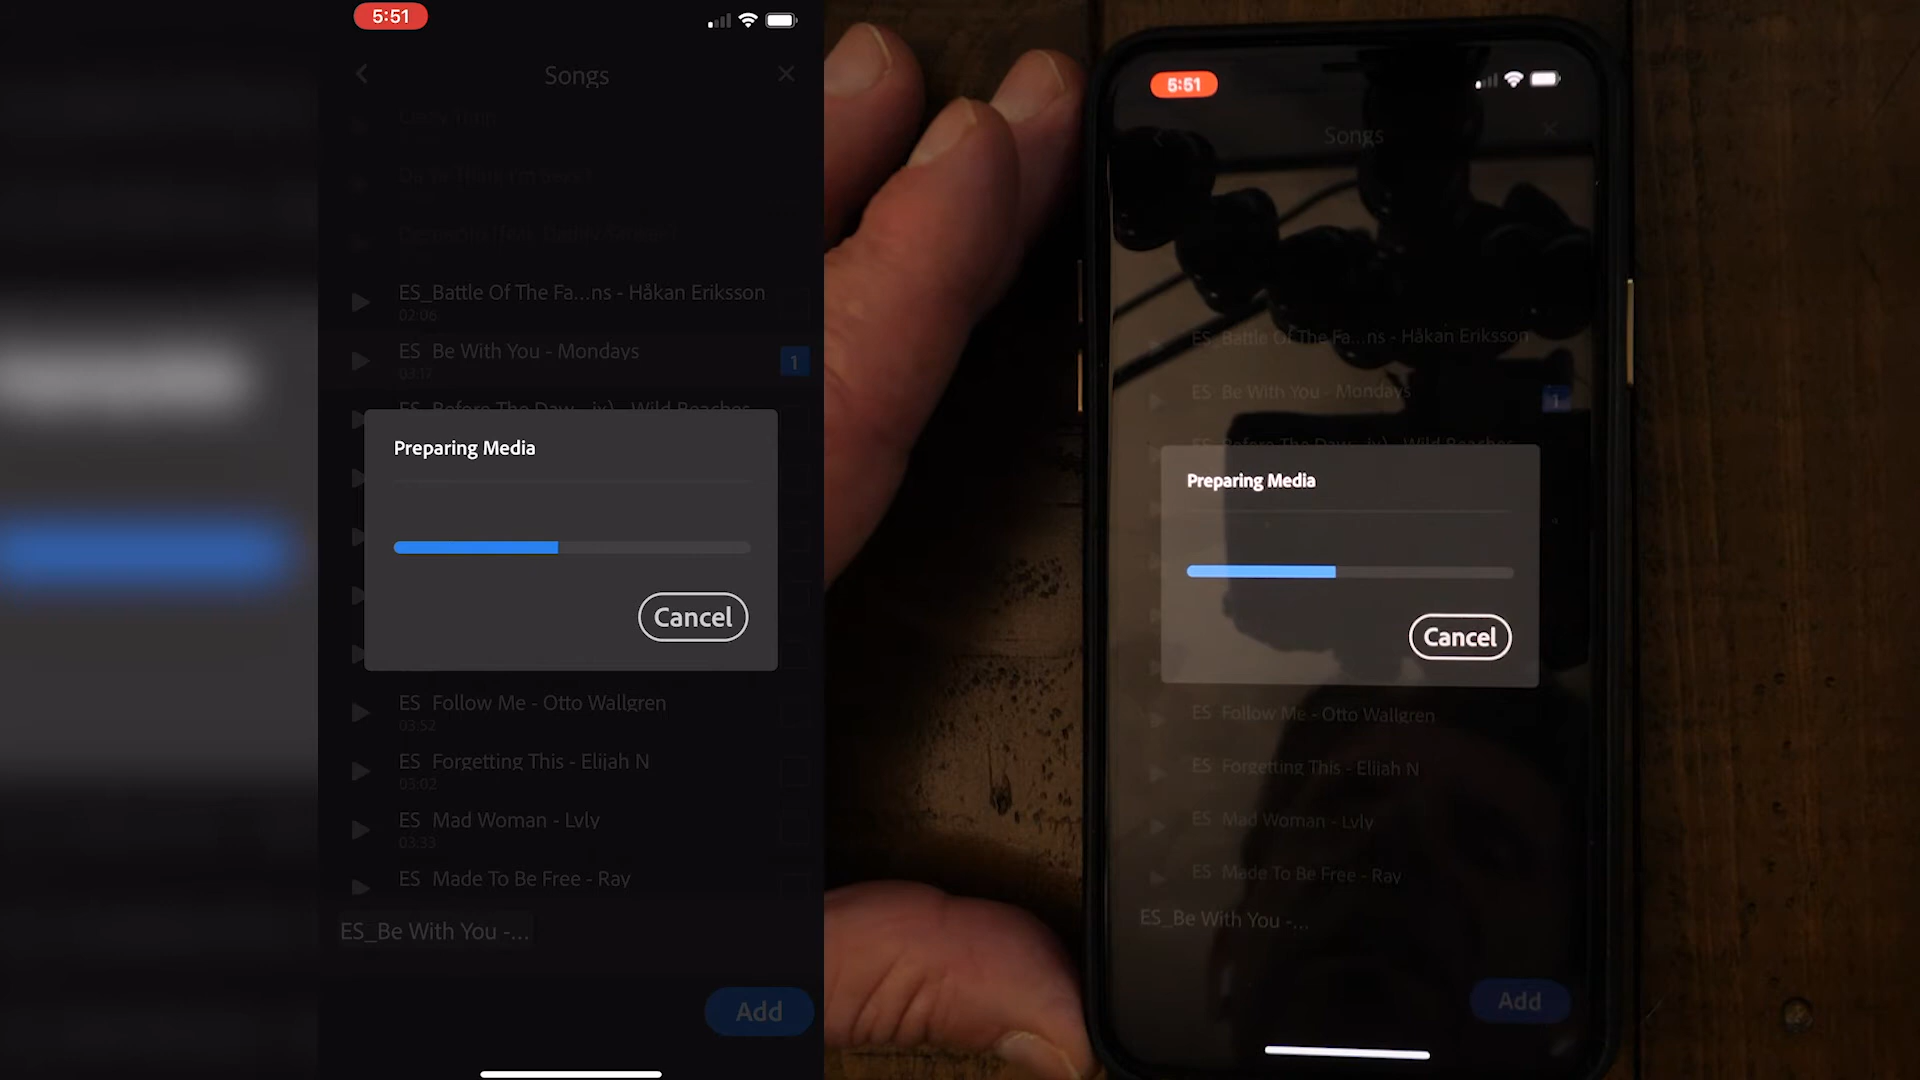 5:51
Songs
ES_Battle Of The Fa...ns - Håkan Eriksson
02:06
ES Be With You - Mondays
03:17
1
ES Before The Daw...ix) - Wild Beaches
Preparing Media
Cancel
ES Follow Me - Otto Wallgren
03:52
ES Forgetting This - Elijah N
03:02
ES Mad Woman - Lvly
03:33
ES Made To Be Free - Ray
ES_Be With You -...
Add
5:51
Songs
ES_Battle Of The Fa...ns - Håkan Eriksson
ES Be With You - Mondays
1
ES Before The Daw...ix) - Wild Beaches
Preparing Media
Cancel
ES Follow Me - Otto Wallgren
ES Forgetting This - Elijah N
ES Mad Woman - Lvly
ES Made To Be Free - Ray
ES_Be With You -...
Add